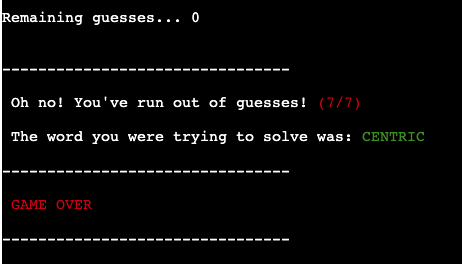 Remaining guesses... 0
--------------------------------
Oh no! You've run out of guesses! (7/7)
The word you were trying to solve was: CENTRIC
--------------------------------
GAME OVER
--------------------------------